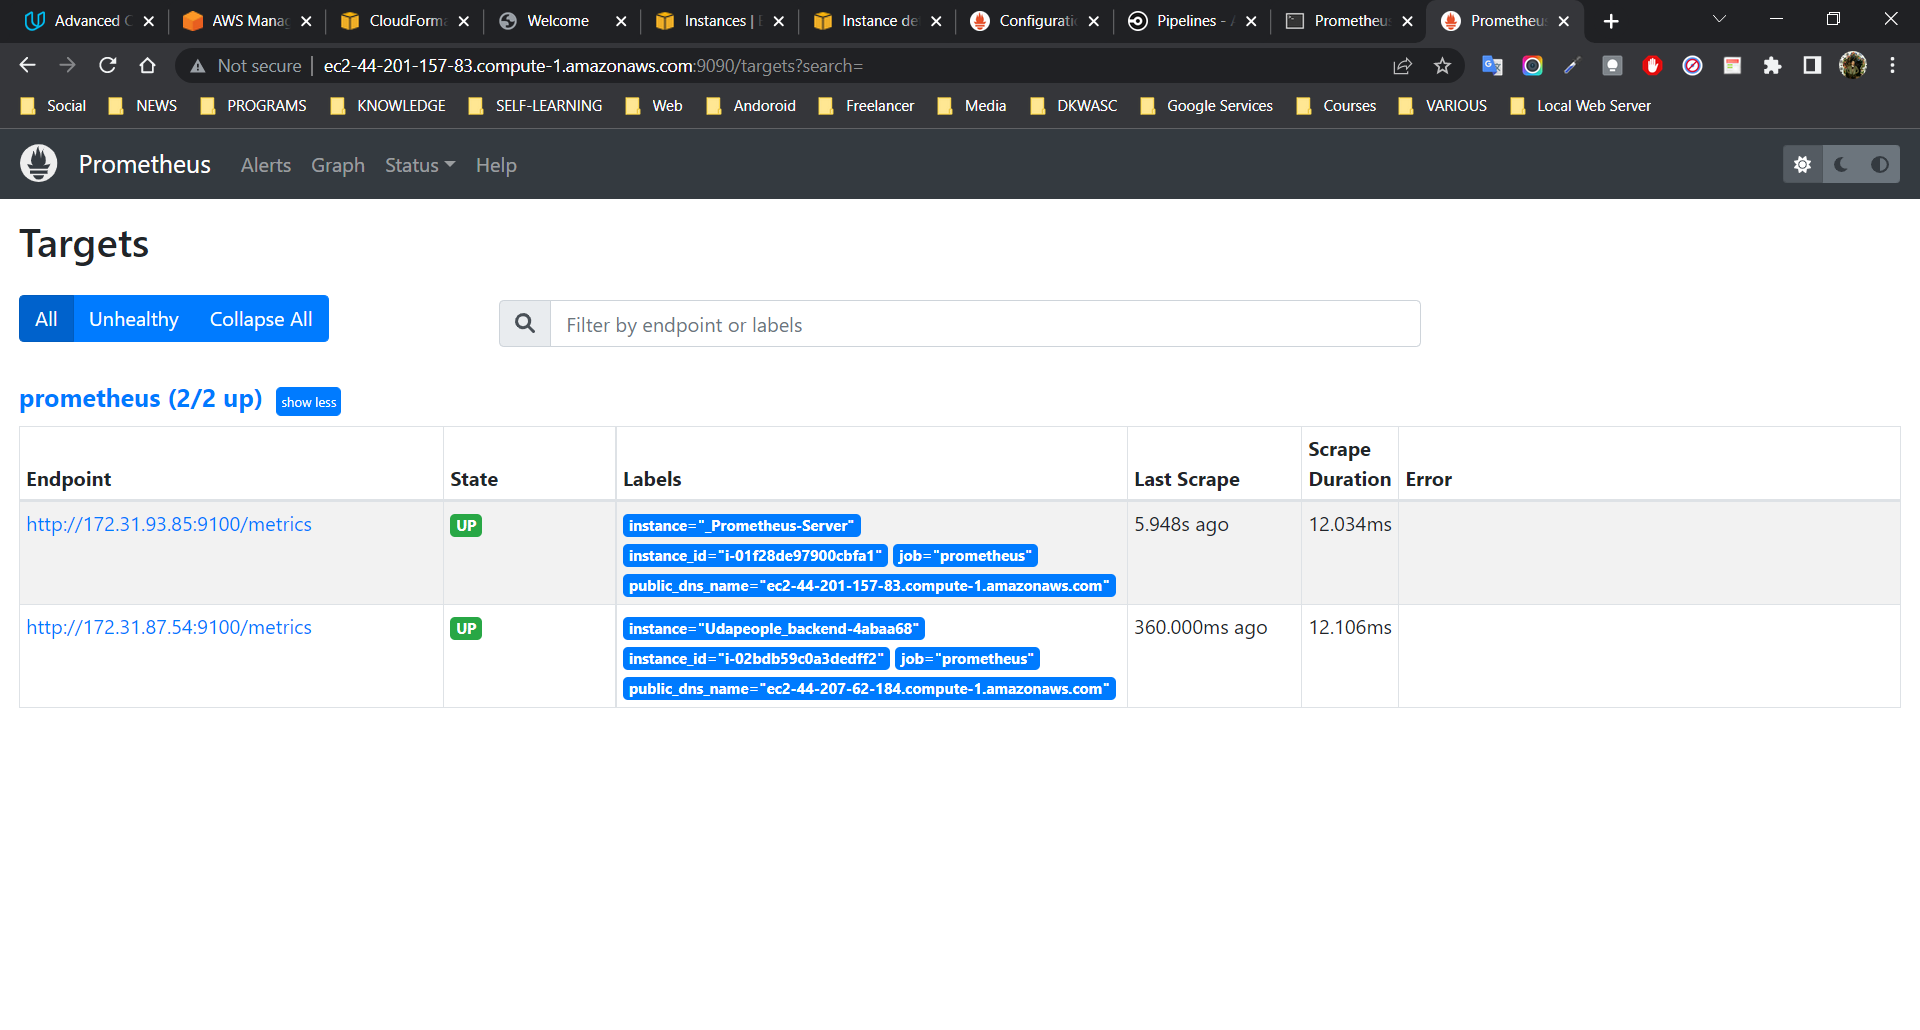 Advanced C
AWS Manag
CloudForma
Welcome
Instances | E
Instance det
Configuratio
Pipelines - A
Prometheus
Prometheus
Not secure
ec2-44-201-157-83.compute-1.amazonaws.com:9090/targets?search=
Social
NEWS
PROGRAMS
KNOWLEDGE
SELF-LEARNING
Web
Andoroid
Freelancer
Media
DKWASC
Google Services
Courses
VARIOUS
Local Web Server
Prometheus
Alerts
Graph
Status
Help
Targets
All
Unhealthy
Collapse All
Filter by endpoint or labels
prometheus (2/2 up)
show less
Endpoint
State
Labels
Last Scrape
Scrape
Duration
Error
http://172.31.93.85:9100/metrics
UP
instance="_Prometheus-Server"
instance_id="i-01f28de97900cbfa1" job="prometheus"
public_dns_name="ec2-44-201-157-83.compute-1.amazonaws.com"
5.948s ago
12.034ms
http://172.31.87.54:9100/metrics
UP
instance="Udapeople_backend-4abaa68"
instance_id="i-02bdb59c0a3dedff2" job="prometheus"
public_dns_name="ec2-44-207-62-184.compute-1.amazonaws.com"
360.000ms ago
12.106ms